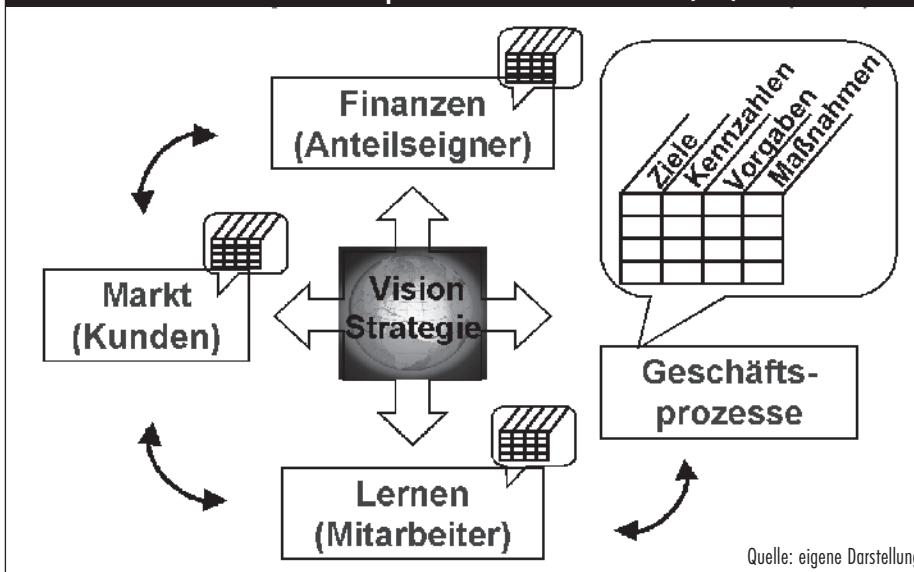 Finanzen
(Anteilseigner)
Ziele
Kennzahlen
Vorgaben
Maßnahmen
Markt
(Kunden)
Vision
Strategie
Geschäfts-
prozesse
Lernen
(Mitarbeiter)
Quelle: eigene Darstellung